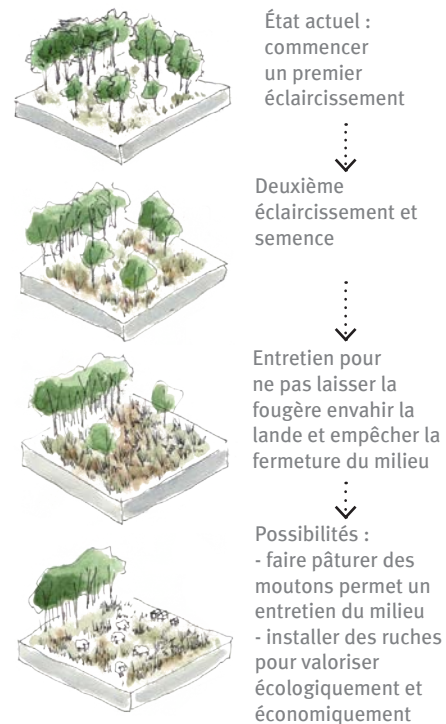 État actuel :
commencer
un premier
éclaircissement
Deuxième
éclaircissement et
semence
Entretien pour
ne pas laisser la
fougère envahir la
lande et empêcher la
fermeture du milieu
Possibilités :
- faire pâturer des
moutons permet un
entretien du milieu
- installer des ruches
pour valoriser
écologiquement et
économiquement